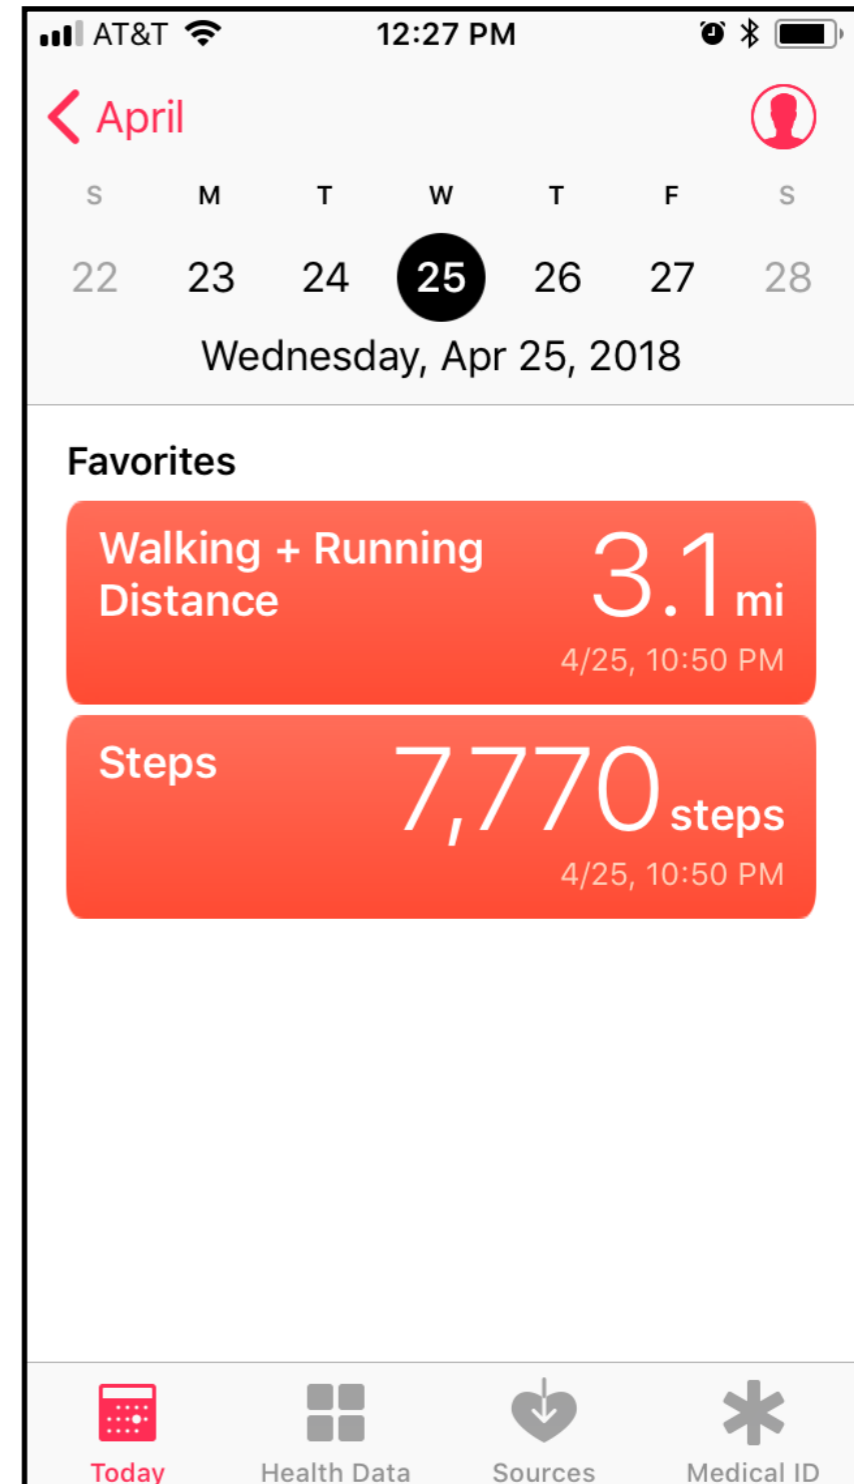 AT&T 12:27 PM
April
S M T W T F S
22 23 24 25 26 27 28
Wednesday, Apr 25, 2018
Favorites
Walking + Running
Distance
3.1 mi
4/25, 10:50 PM
Steps
7,770 steps
4/25, 10:50 PM
Today Health Data Sources Medical ID